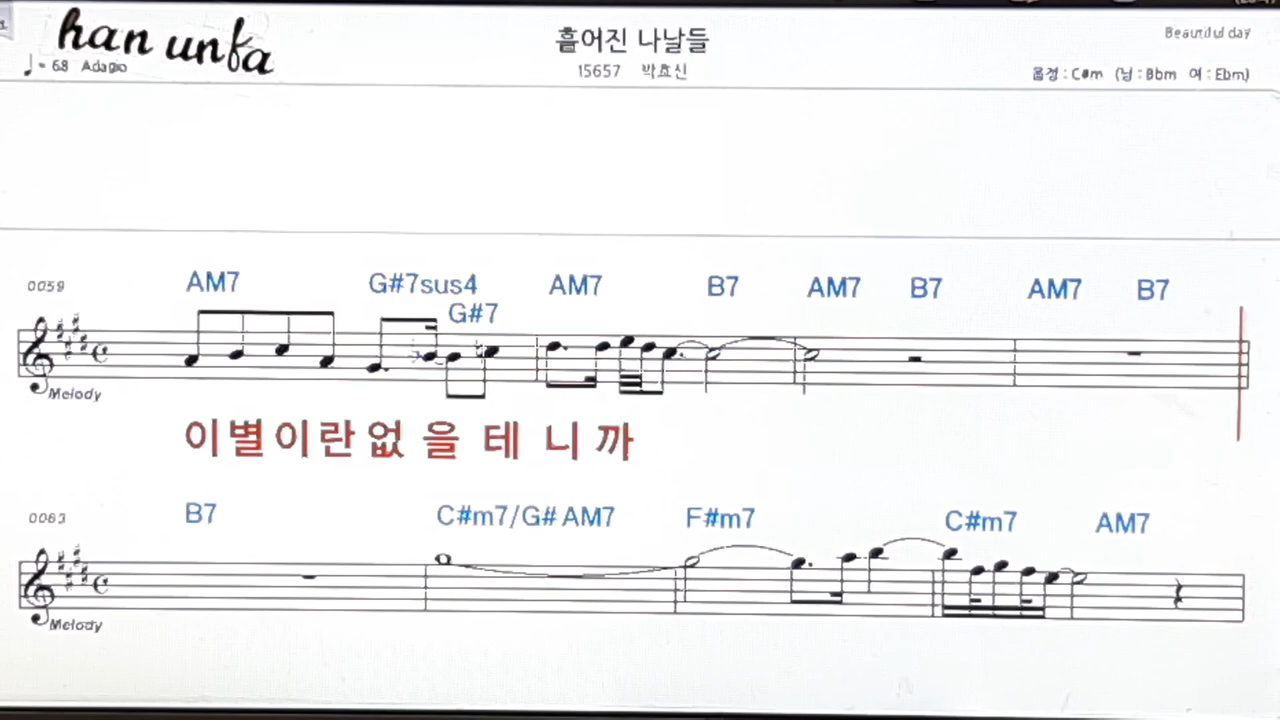 han unfa
흩어진 나날들
Beautiful day
♩= 68 Adagio
15657 박효신
음정 : C#m (남 : Bbm 여 : Ebm)
0059
AM7 G#7sus4 AM7 B7 AM7 B7 AM7 B7
G#7
Melody
이별이란없 을 테 니 까
0063
B7 C#m7/G# AM7 F#m7 C#m7 AM7
Melody